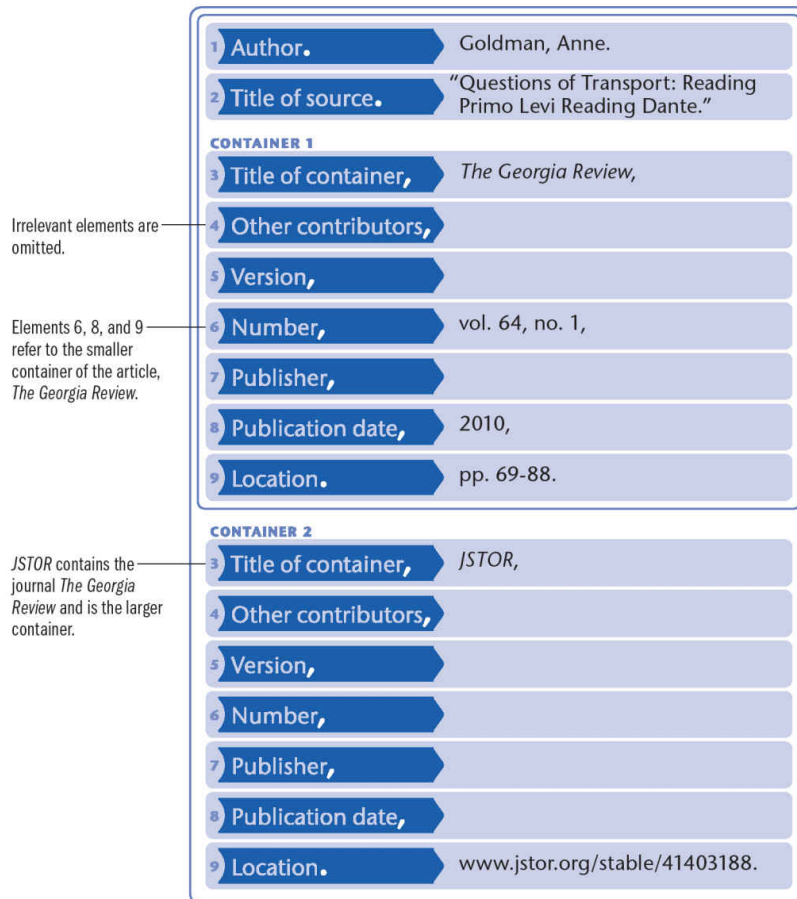 1 Author. Goldman, Anne.
2 Title of source. “Questions of Transport: Reading
Primo Levi Reading Dante.”
CONTAINER 1
3 Title of container, The Georgia Review,
Irrelevant elements are
omitted.
4 Other contributors,
5 Version,
Elements 6, 8, and 9
refer to the smaller
container of the article,
The Georgia Review.
6 Number, vol. 64, no. 1,
7 Publisher,
8 Publication date, 2010,
9 Location. pp. 69-88.
CONTAINER 2
JSTOR contains the
journal The Georgia
Review and is the larger
container.
3 Title of container, JSTOR,
4 Other contributors,
5 Version,
6 Number,
7 Publisher,
8 Publication date,
9 Location. www.jstor.org/stable/41403188.